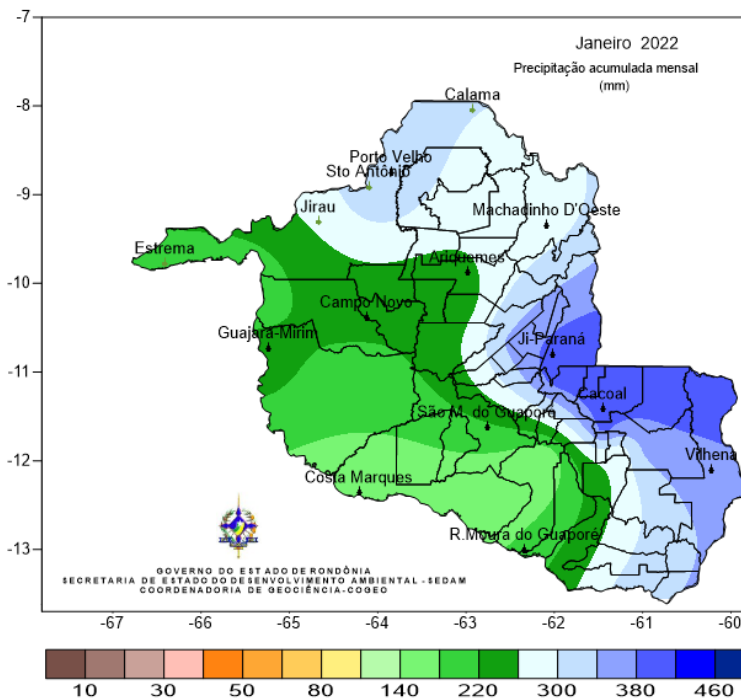 -7
Janeiro 2022
Precipitação acumulada mensal
(mm)
-8
Calama
Porto Velho
Sto Antônio
-9
Jirau
Machadinho D'Oeste
Estrema
Ariquemes
-10
Campo Novo
Guajará-Mirim
Ji-Paraná
-11
Cacoal
São M. do Guaporé
-12
Vilhena
Costa Marques
R.Moura do Guaporé
-13
GOVERNO DO ESTADO DE RONDÔNIA
SECRETARIA DE ESTADO DO DESENVOLVIMENTO AMBIENTAL - SEDAM
COORDENADORIA DE GEOCIÊNCIA-COGEO
-67 -66 -65 -64 -63 -62 -61 -60
10 30 50 80 140 220 300 380 460